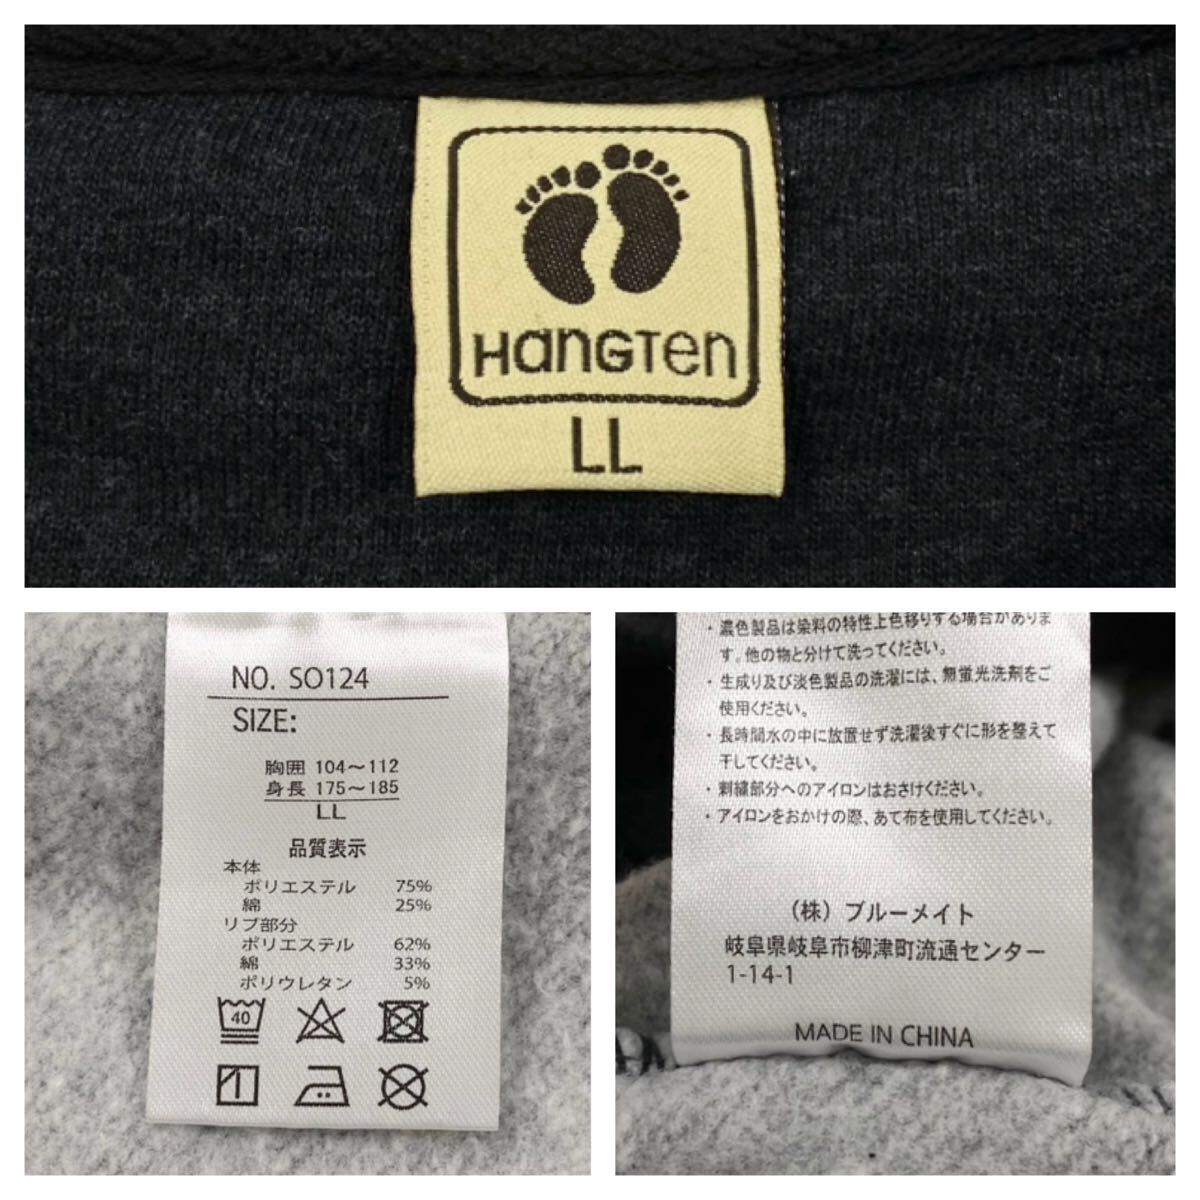 HangTen
LL
NO. SO124
SIZE:
胸囲 104～112
身長 175～185
LL
品質表示
本体
ポリエステル 75%
綿 25%
リブ部分
ポリエステル 62%
綿 33%
ポリウレタン 5%
40
・濃色製品は染料の特性上色移りする場合がありま
す。他の物と分けて洗ってください。
・生成り及び淡色製品の洗濯には、無蛍光洗剤をご
使用ください。
・長時間水の中に放置せず洗濯後すぐに形を整えて
干してください。
・刺繍部分へのアイロンはおさけください。
・アイロンをおかけの際、あて布を使用してください。
（株）ブルーメイト
岐阜県岐阜市柳津町流通センター
1-14-1
MADE IN CHINA